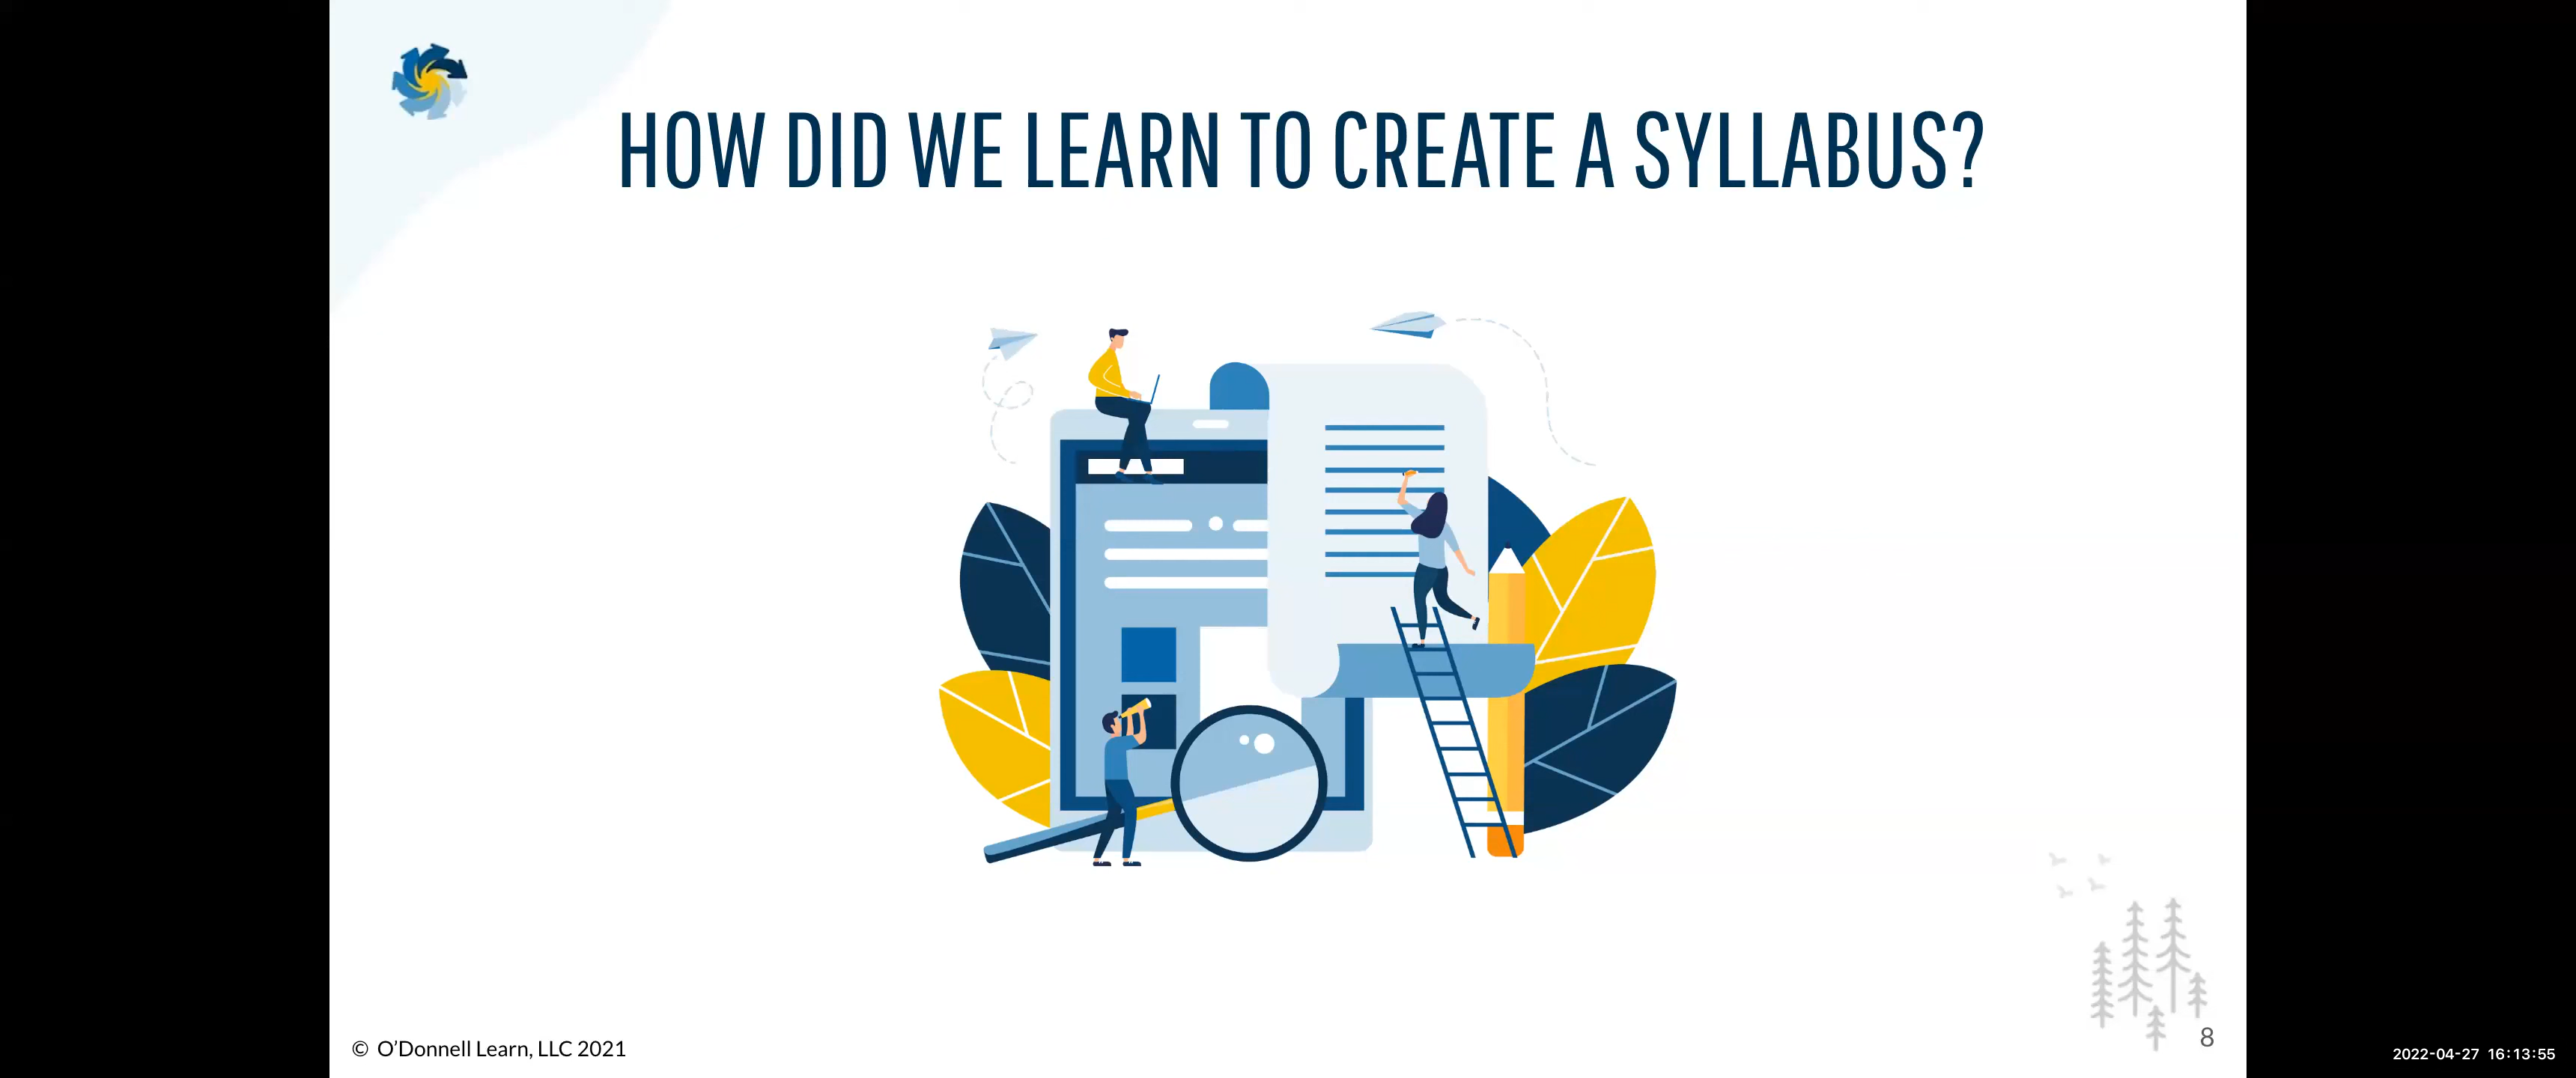 HOW DID WE LEARN TO CREATE A SYLLABUS?
© O’Donnell Learn, LLC 2021
8
2022-04-27 16:13:55